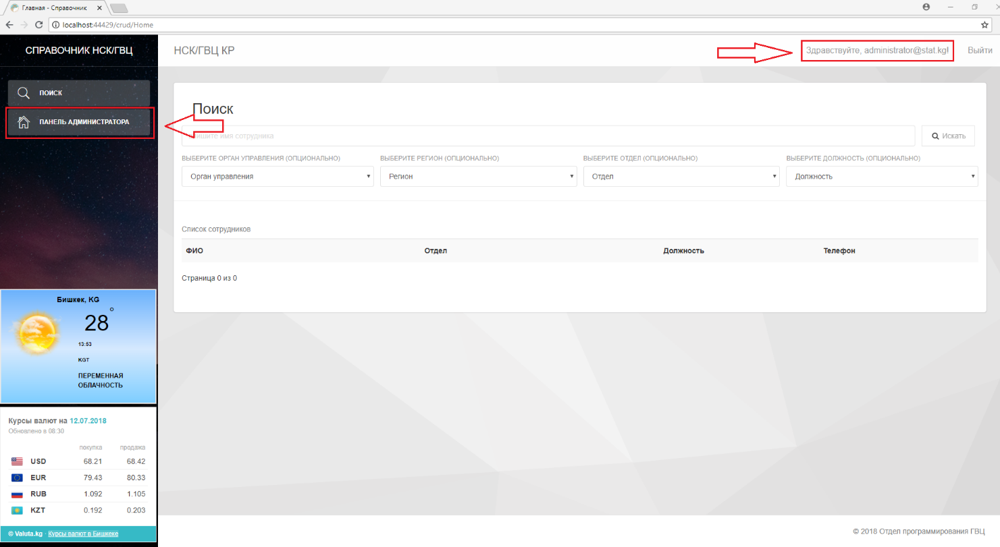 Главная - Справочник
localhost:44429/crud/Home
СПРАВОЧНИК НСК/ГВЦ
НСК/ГВЦ КР
Здравствуйте, administrator@stat.kg!
Выйти
ПОИСК
ПАНЕЛЬ АДМИНИСТРАТОРА
Поиск
имя сотрудника
Искать
ВЫБЕРИТЕ ОРГАН УПРАВЛЕНИЯ (ОПЦИОНАЛЬНО)
ВЫБЕРИТЕ РЕГИОН (ОПЦИОНАЛЬНО)
ВЫБЕРИТЕ ОТДЕЛ (ОПЦИОНАЛЬНО)
ВЫБЕРИТЕ ДОЛЖНОСТЬ (ОПЦИОНАЛЬНО)
Орган управления
Регион
Отдел
Должность
Список сотрудников
ФИО Отдел Должность Телефон
Страница 0 из 0
Бишкек, KG
28°
13:53
KGT
ПЕРЕМЕННАЯ
ОБЛАЧНОСТЬ
Курсы валют на 12.07.2018
Обновлено в 08:30
покупка продажа
USD 68.21 68.42
EUR 79.43 80.33
RUB 1.092 1.105
KZT 0.192 0.203
© Valuta.kg - Курсы валют в Бишкеке
© 2018 Отдел программирования ГВЦ